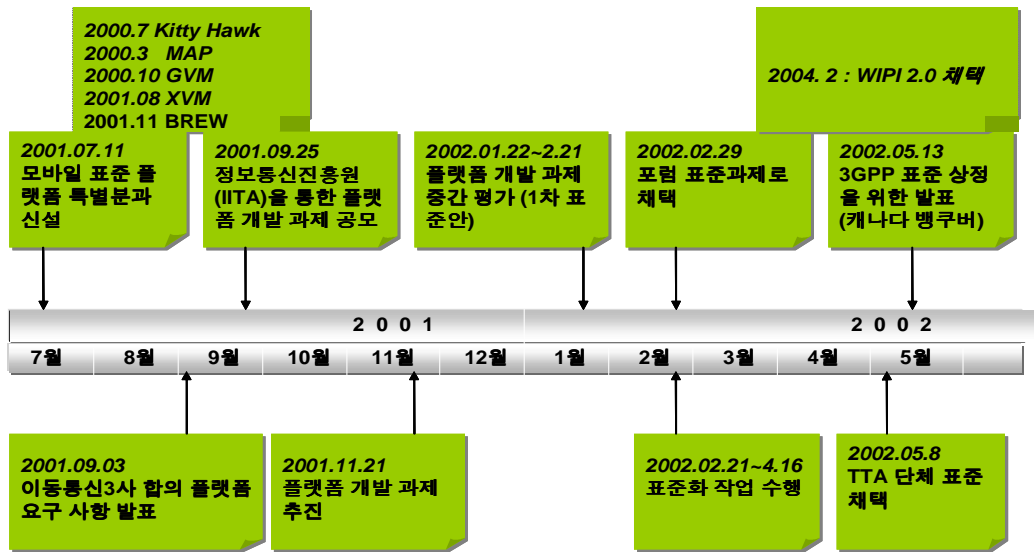 2000.7 Kitty Hawk
2000.3 MAP
2000.10 GVM
2001.08 XVM
2001.11 BREW
2004. 2 : WIPI 2.0 채택
2001.07.11
모바일 표준 플
랫폼 특별분과
신설
2001.09.25
정보통신진흥원
(IITA)을 통한 플랫
폼 개발 과제 공모
2002.01.22~2.21
플랫폼 개발 과제
중간 평가 (1차 표
준안)
2002.02.29
포럼 표준과제로
채택
2002.05.13
3GPP 표준 상정
을 위한 발표
(캐나다 뱅쿠버)
2 0 0 1
2 0 0 2
7월 8월 9월 10월 11월 12월 1월 2월 3월 4월 5월
2001.09.03
이동통신3사 합의 플랫폼
요구 사항 발표
2001.11.21
플랫폼 개발 과제
추진
2002.02.21~4.16
표준화 작업 수행
2002.05.8
TTA 단체 표준
채택